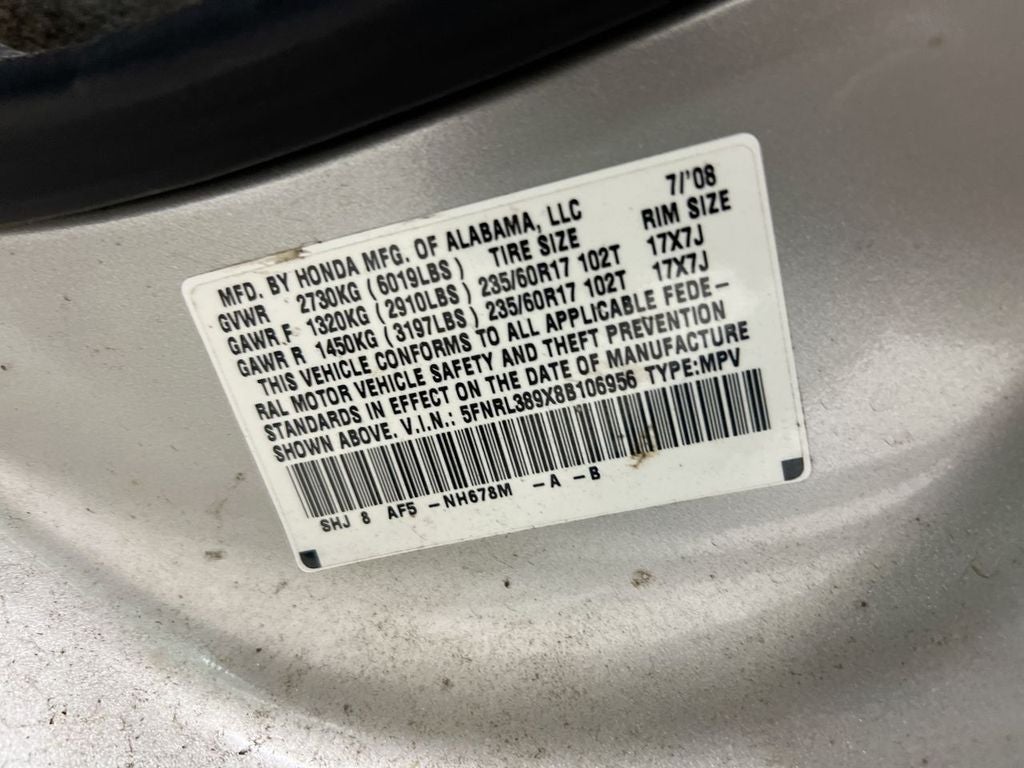 MFD. BY HONDA MFG. OF ALABAMA, LLC 7/'08
GVWR 2730KG (6019LBS) TIRE SIZE RIM SIZE
GAWR F 1320KG (2910LBS) 235/60R17 102T 17X7J
GAWR R 1450KG (3197LBS) 235/60R17 102T 17X7J
THIS VEHICLE CONFORMS TO ALL APPLICABLE FEDE-
RAL MOTOR VEHICLE SAFETY AND THEFT PREVENTION
STANDARDS IN EFFECT ON THE DATE OF MANUFACTURE
SHOWN ABOVE. V.I.N.: 5FNRL389X8B106956 TYPE:MPV
SHJ 8 AF5 -NH678M -A -B